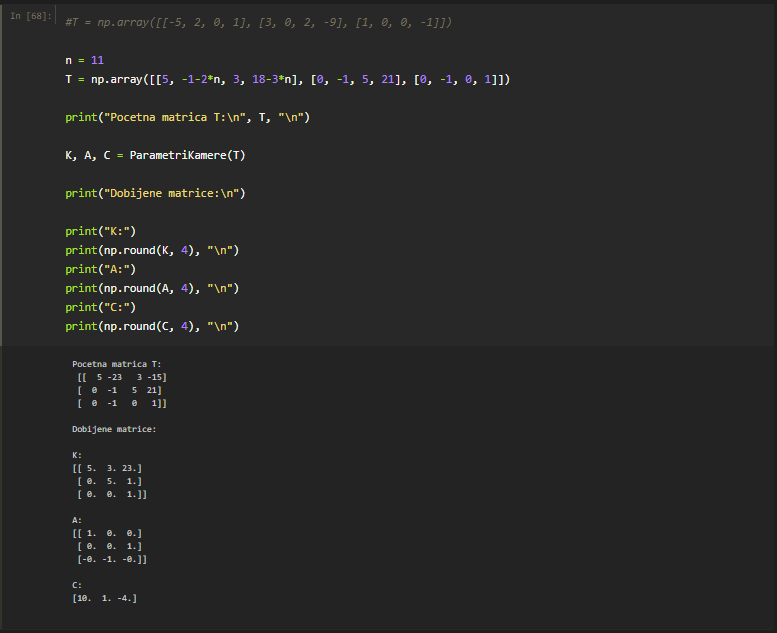 In [68]:
#T = np.array([[-5, 2, 0, 1], [3, 0, 2, -9], [1, 0, 0, -1]])
n = 11
T = np.array([[5, -1-2*n, 3, 18-3*n], [0, -1, 5, 21], [0, -1, 0, 1]])
print("Pocetna matrica T:\n", T, "\n")
K, A, C = ParametriKamere(T)
print("Dobijene matrice:\n")
print("K:")
print(np.round(K, 4), "\n")
print("A:")
print(np.round(A, 4), "\n")
print("C:")
print(np.round(C, 4), "\n")
Pocetna matrica T:
[[  5 -23   3 -15]
[  0  -1   5  21]
[  0  -1   0   1]]
Dobijene matrice:
K:
[[ 5.  3. 23.]
[ 0.  5.  1.]
[ 0.  0.  1.]]
A:
[[ 1.  0.  0.]
[ 0.  0.  1.]
[-0. -1. -0.]]
C:
[10.  1. -4.]